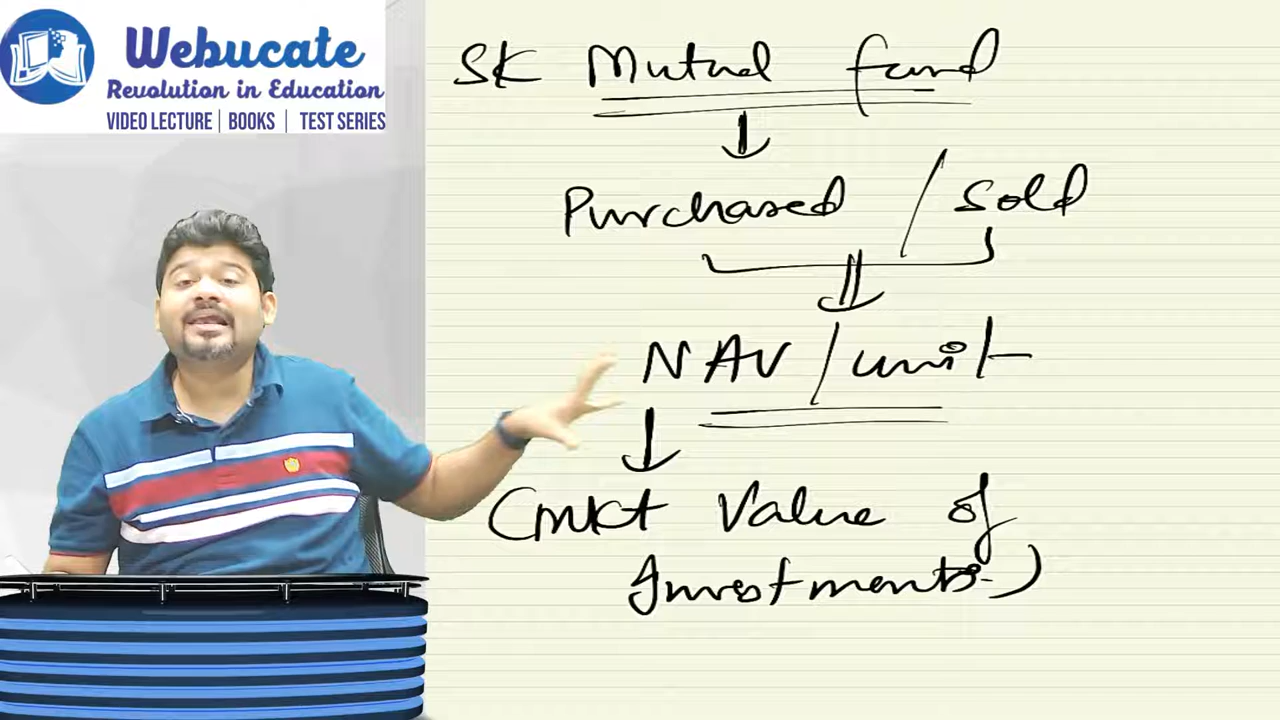 Webucate
Revolution in Education
VIDEO LECTURE | BOOKS | TEST SERIES
SK Mutual fund
Purchased / Sold
NAV / unit
(mkt Value of
Investments.)